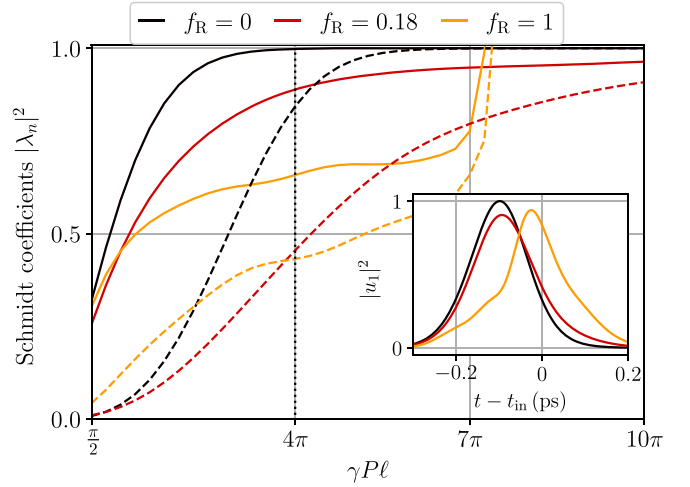 f_R = 0 f_R = 0.18 f_R = 1
Schmidt coefficients |λ_n|²
1.0
0.5
0.0
π/2 4π 7π 10π
γPℓ
|u_1|²
1
0
−0.2 0 0.2
t − t_in (ps)